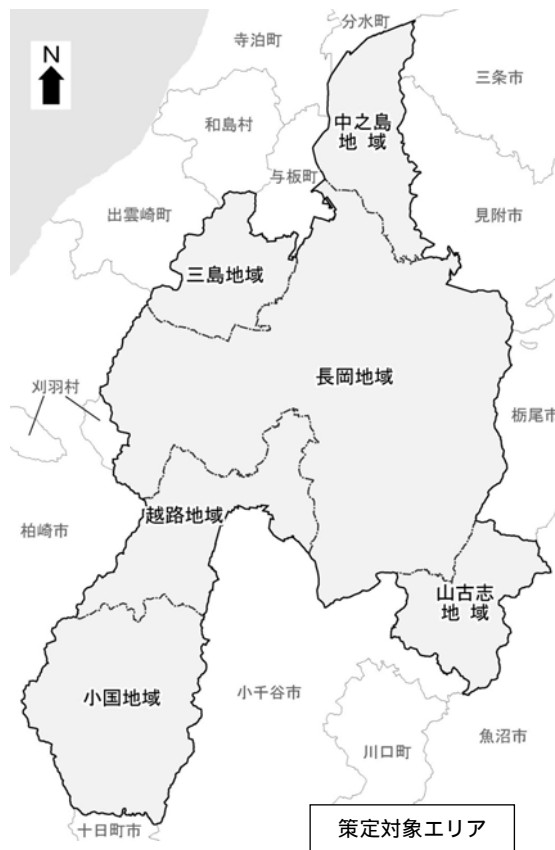 分水町
寺泊町
N
三条市
中之島
地 域
和島村
与板町
見附市
出雲崎町
三島地域
長岡地域
刈羽村
栃尾市
越路地域
柏崎市
山古志
地 域
小国地域
小千谷市
川口町
魚沼市
十日町市
策定対象エリア